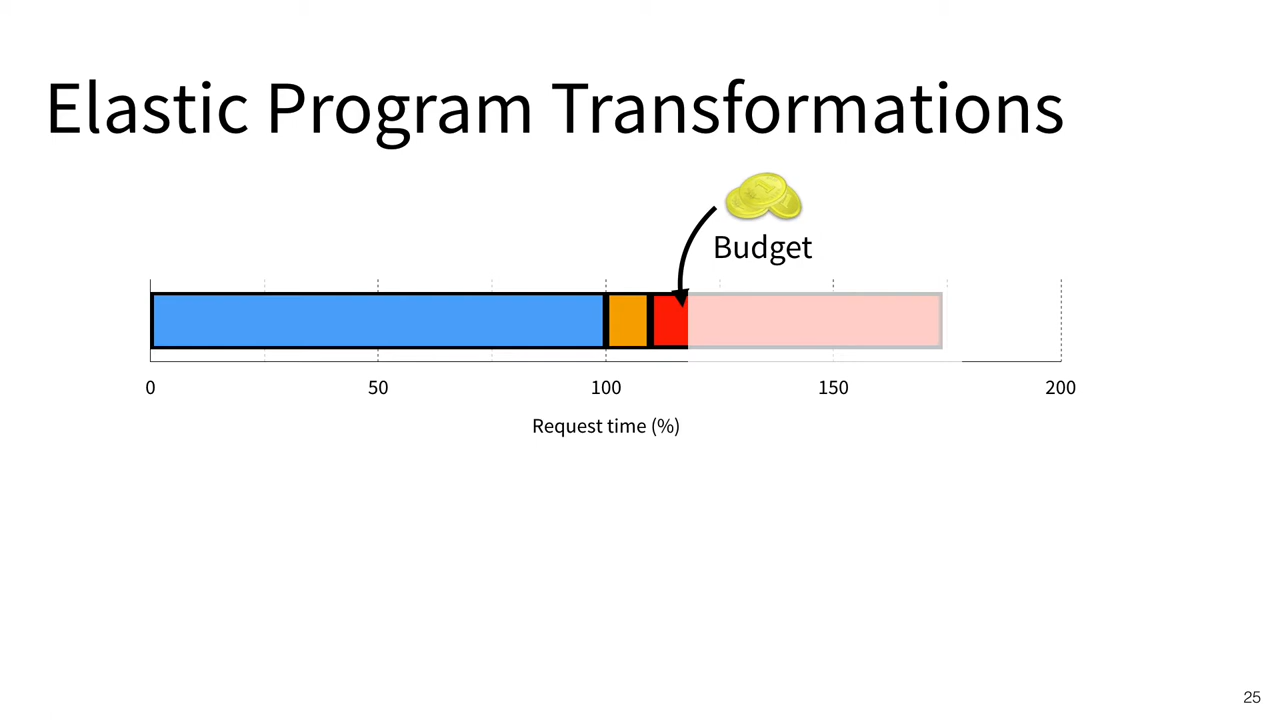 Elastic Program Transformations
Budget
0 50 100 150 200
Request time (%)
25